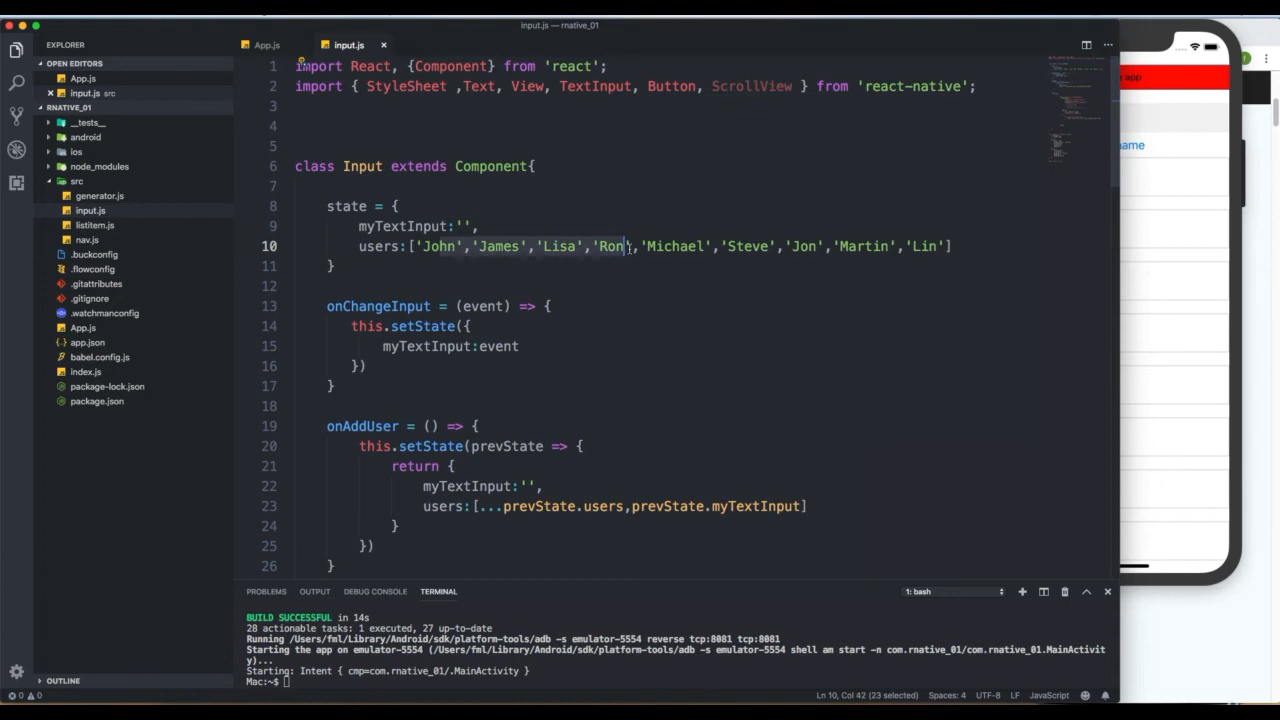 input.js — rnative_01
EXPLORER
OPEN EDITORS
App.js
input.js src
RNATIVE_01
__tests__
android
ios
node_modules
src
generator.js
input.js
listitem.js
nav.js
.buckconfig
.flowconfig
.gitattributes
.gitignore
.watchmanconfig
App.js
app.json
babel.config.js
index.js
package-lock.json
package.json
OUTLINE
App.js
input.js
1 import React, {Component} from 'react';
2 import { StyleSheet ,Text, View, TextInput, Button, ScrollView } from 'react-native';
3
4
5
6 class Input extends Component{
7
8 state = {
9 myTextInput:'',
10 users:['John','James','Lisa','Ron','Michael','Steve','Jon','Martin','Lin']
11 }
12
13 onChangeInput = (event) => {
14 this.setState({
15 myTextInput:event
16 })
17 }
18
19 onAddUser = () => {
20 this.setState(prevState => {
21 return {
22 myTextInput:'',
23 users:[...prevState.users,prevState.myTextInput]
24 }
25 })
26 }
PROBLEMS OUTPUT DEBUG CONSOLE TERMINAL 1: bash
BUILD SUCCESSFUL in 14s
28 actionable tasks: 1 executed, 27 up-to-date
Running /Users/fml/Library/Android/sdk/platform-tools/adb -s emulator-5554 reverse tcp:8081 tcp:8081
Starting the app on emulator-5554 (/Users/fml/Library/Android/sdk/platform-tools/adb -s emulator-5554 shell am start -n com.rnative_01/com.rnative_01.MainActivit
y)...
Starting: Intent { cmp=com.rnative_01/.MainActivity }
Mac:~$
0 0 Ln 10, Col 42 (23 selected) Spaces: 4 UTF-8 LF JavaScript
app
name